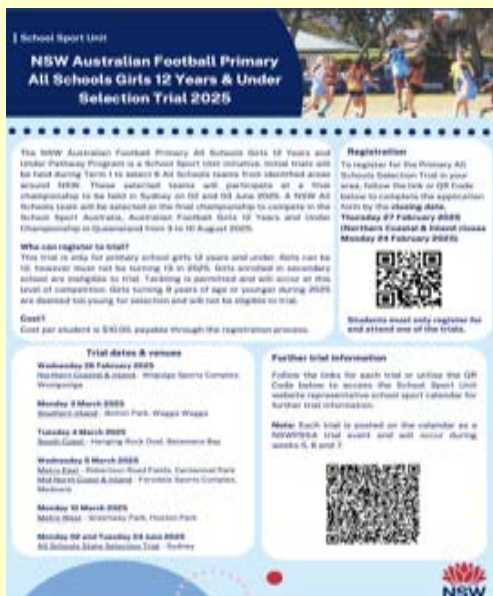 School Sport Unit
NSW Australian Football Primary
All Schools Girls 12 Years & Under
Selection Trial 2025
The NSW Australian Football Primary All Schools Girls 12 Years and
Under Pathway Program is a School Sport Unit initiative. Initial trials will
be held during Term 1 to select 6 All Schools teams from identified areas
around NSW. These selected teams will participate at a final
championship to be held in Sydney on 02 and 03 June 2025. A NSW All
Schools team will be selected at the final championship to compete in the
School Sport Australia, Australian Football Girls 12 Years and Under
Championship in Queensland from 3 to 10 August 2025.
Who can register to trial?
This trial is only for primary school girls 12 years and under. Girls can be
12, however must not be turning 13 in 2025. Girls enrolled in secondary
school are ineligible to trial. Tackling is permitted and will occur at this
level of competition. Girls turning 9 years of age or younger during 2025
are deemed too young for selection and will not be eligible to trial.
Cost?
Cost per student is $10.00, payable through the registration process.
Registration
To register for the Primary All
Schools Selection Trial in your
area, follow the link or QR Code
below to complete the application
form by the closing date,
Thursday 27 February 2025
(Northern Coastal & Inland closes
Monday 24 February 2025)
Students must only register for
and attend one of the trials.
Trial dates & venues
Wednesday 26 February 2025
Northern Coastal & Inland - Wiigulga Sports Complex,
Woolgoolga
Monday 3 March 2025
Southern Inland - Bolton Park, Wagga Wagga
Tuesday 4 March 2025
South Coast - Hanging Rock Oval, Batemans Bay
Wednesday 5 March 2025
Metro East - Robertson Road Fields, Centennial Park
Mid North Coast & Inland - Ferndale Sports Complex,
Medowie
Monday 10 March 2025
Metro West - Greenway Park, Hoxton Park
Monday 02 and Tuesday 03 June 2025
All Schools State Selection Trial - Sydney
Further trial information
Follow the links for each trial or utilise the QR
Code below to access the School Sport Unit
website representative school sport calendar for
further trial information.
Note: Each trial is posted on the calendar as a
NSWPSSA trial event and will occur during
weeks 5, 6 and 7.
NSW